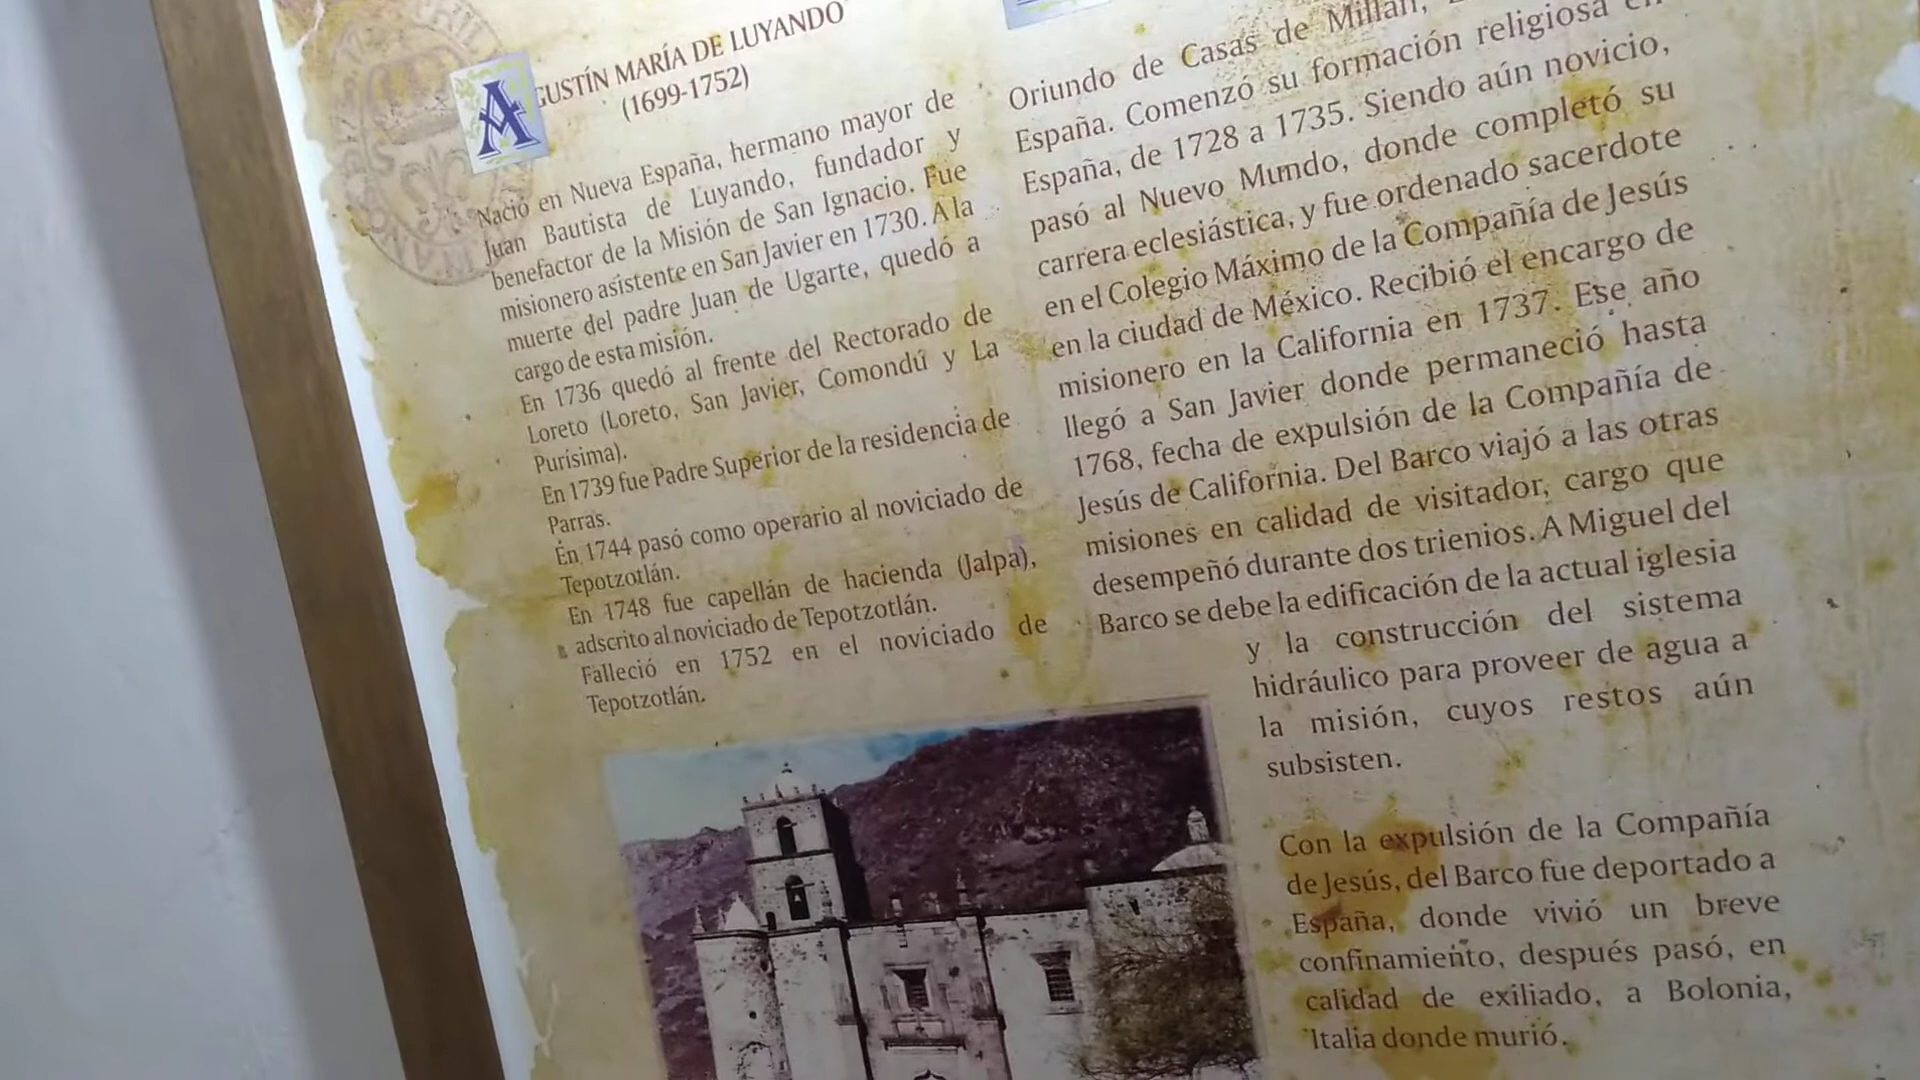 AGUSTÍN MARÍA DE LUYANDO
(1699-1752)
Nació en Nueva España, hermano mayor de
Juan Bautista de Luyando, fundador y
benefactor de la Misión de San Ignacio. Fue
misionero asistente en San Javier en 1730. A la
muerte del padre Juan de Ugarte, quedó a
cargo de esta misión.
En 1736 quedó al frente del Rectorado de
Loreto (Loreto, San Javier, Comondú y La
Purísima).
En 1739 fue Padre Superior de la residencia de
Parras.
En 1744 pasó como operario al noviciado de
Tepotzotlán.
En 1748 fue capellán de hacienda (Jalpa),
adscrito al noviciado de Tepotzotlán.
Falleció en 1752 en el noviciado de
Tepotzotlán.
Oriundo de Casas de Millán,
España. Comenzó su formación religiosa en
España, de 1728 a 1735. Siendo aún novicio,
pasó al Nuevo Mundo, donde completó su
carrera eclesiástica, y fue ordenado sacerdote
en el Colegio Máximo de la Compañía de Jesús
en la ciudad de México. Recibió el encargo de
misionero en la California en 1737. Ese año
llegó a San Javier donde permaneció hasta
1768, fecha de expulsión de la Compañía de
Jesús de California. Del Barco viajó a las otras
misiones en calidad de visitador, cargo que
desempeñó durante dos trienios. A Miguel del
Barco se debe la edificación de la actual iglesia
y la construcción del sistema
hidráulico para proveer de agua a
la misión, cuyos restos aún
subsisten.
Con la expulsión de la Compañía
de Jesús, del Barco fue deportado a
España, donde vivió un breve
confinamiento, después pasó, en
calidad de exiliado, a Bolonia,
Italia donde murió.